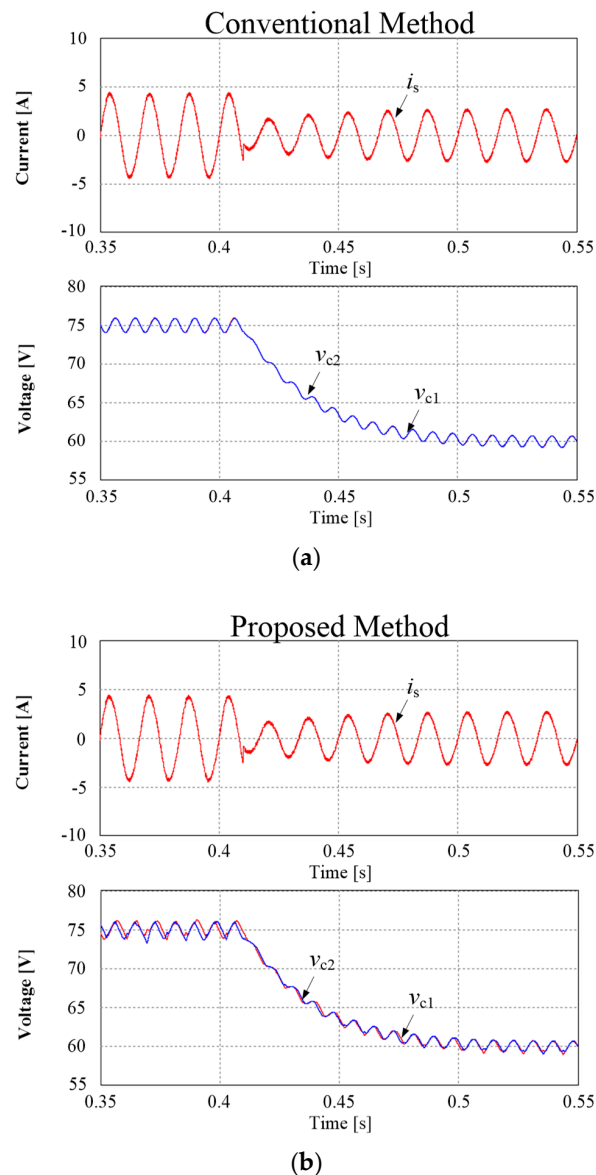 Conventional Method
Current [A]
10
5
0
-5
-10
i_s
0.35 0.4 0.45 0.5 0.55
Time [s]
Voltage [V]
80
75
70
65
60
55
v_c2
v_c1
0.35 0.4 0.45 0.5 0.55
Time [s]
(a)
Proposed Method
Current [A]
10
5
0
-5
-10
i_s
0.35 0.4 0.45 0.5 0.55
Time [s]
Voltage [V]
80
75
70
65
60
55
v_c2
v_c1
0.35 0.4 0.45 0.5 0.55
Time [s]
(b)